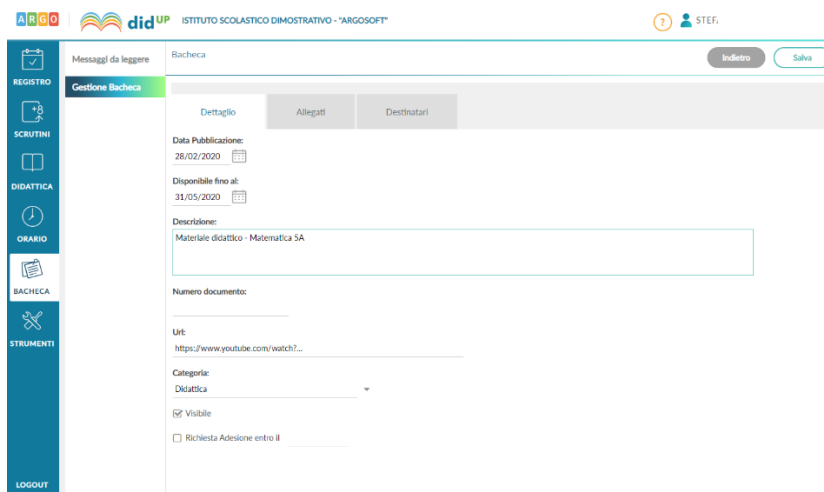 ARGO didUP ISTITUTO SCOLASTICO DIMOSTRATIVO - "ARGOSOFT" ? STEF.
REGISTRO
SCRUTINI
DIDATTICA
ORARIO
BACHECA
STRUMENTI
LOGOUT
Messaggi da leggere
Gestione Bacheca
Bacheca
Indietro Salva
Dettaglio Allegati Destinatari
Data Pubblicazione:
28/02/2020
Disponibile fino al:
31/05/2020
Descrizione:
Materiale didattico - Matematica 5A
Numero documento:
Url:
https://www.youtube.com/watch?...
Categoria:
Didattica
Visibile
Richiesta Adesione entro il